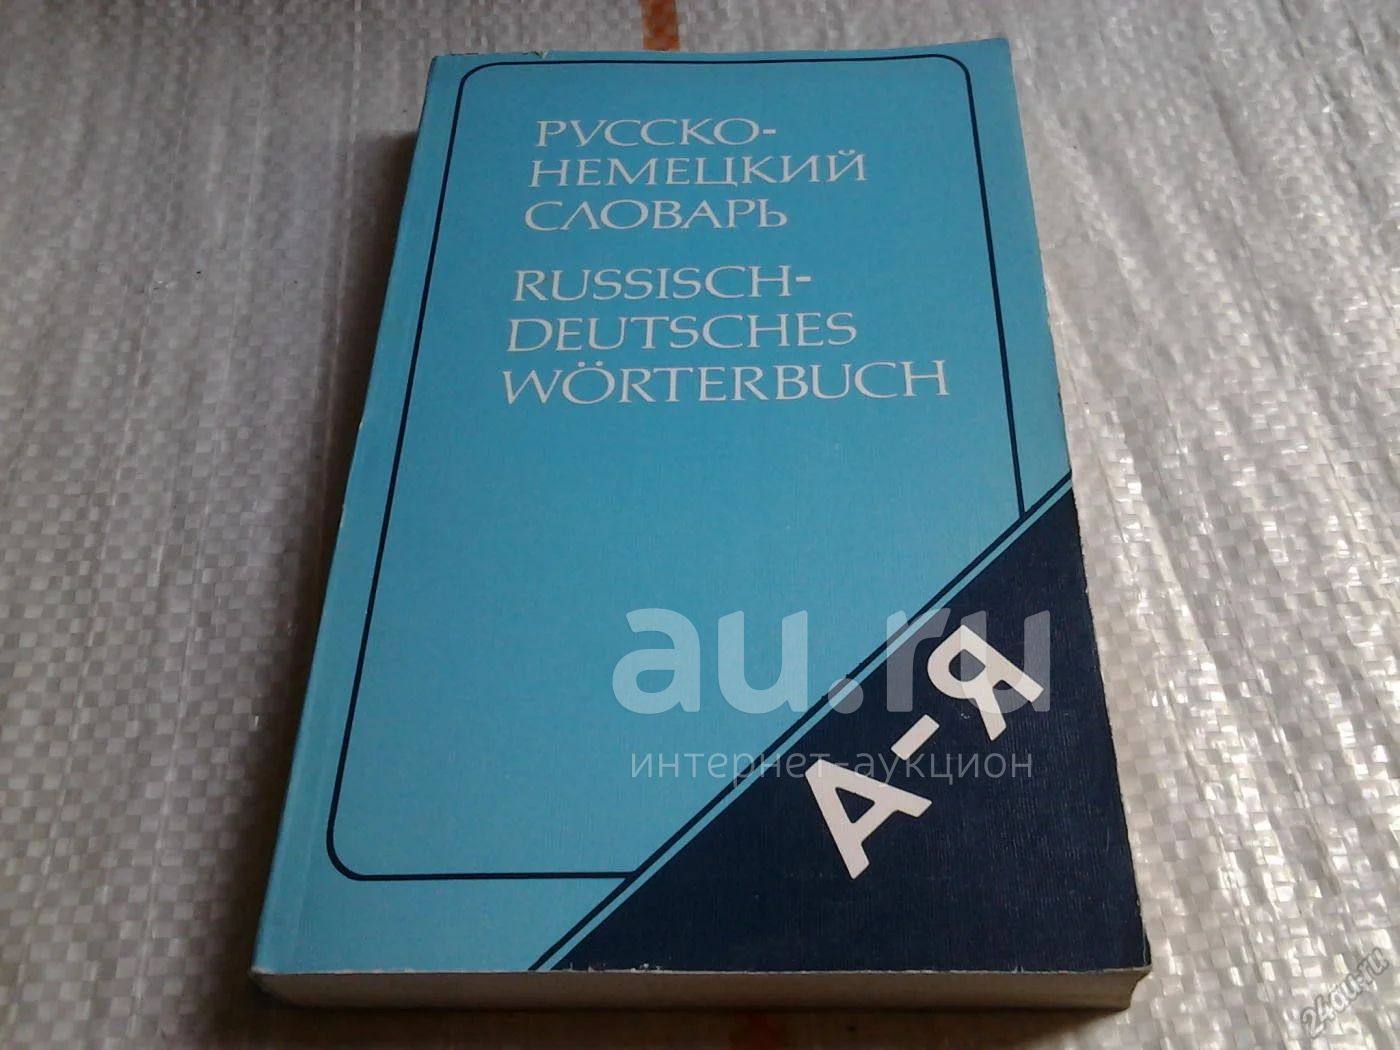 РУССКО-
НЕМЕЦКИЙ
СЛОВАРЬ
RUSSISCH-
DEUTSCHES
WÖRTERBUCH
au.ru
интернет-аукцион
А-Я
24au.ru